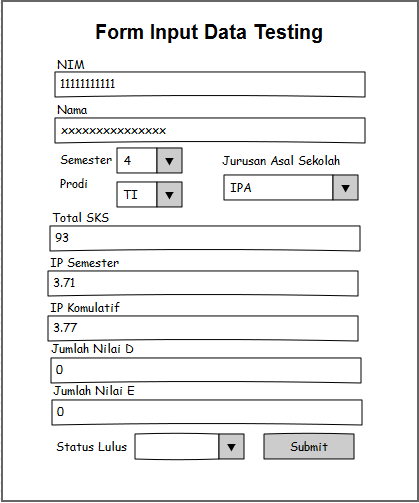 Form Input Data Testing
NIM
11111111111
Nama
xxxxxxxxxxxxxxx
Semester 4 Jurusan Asal Sekolah
Prodi TI IPA
Total SKS
93
IP Semester
3.71
IP Komulatif
3.77
Jumlah Nilai D
0
Jumlah Nilai E
0
Status Lulus Submit